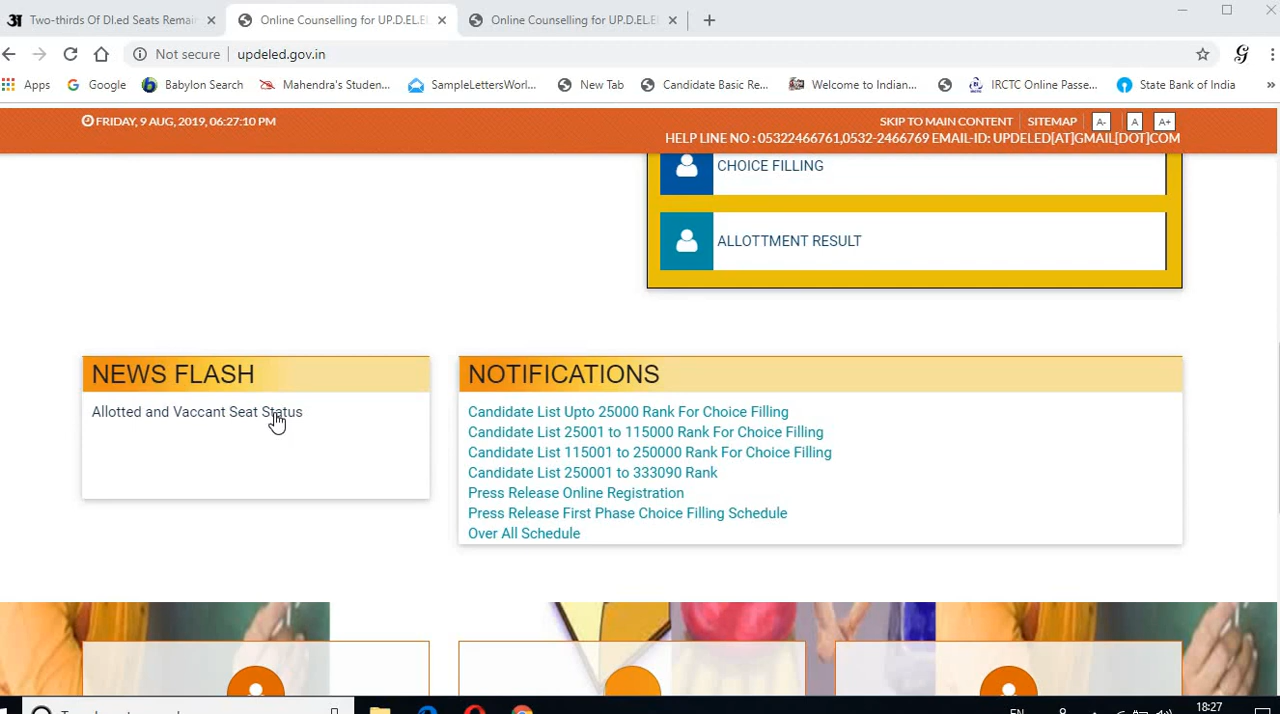 Two-thirds Of Dl.ed Seats Remai
Online Counselling for UP.D.EL.E
Online Counselling for UP.D.EL.E
Not secure
updeled.gov.in
Apps
Google
Babylon Search
Mahendra's Studen...
SampleLettersWorl...
New Tab
Candidate Basic Re...
Welcome to Indian...
IRCTC Online Passe...
State Bank of India
»
FRIDAY, 9 AUG, 2019, 06:27:10 PM
SKIP TO MAIN CONTENT
SITEMAP
A-
A
A+
HELP LINE NO : 05322466761,0532-2466769 EMAIL-ID: UPDELED[AT]GMAIL[DOT]COM
CHOICE FILLING
ALLOTTMENT RESULT
NEWS FLASH
Allotted and Vaccant Seat Status
NOTIFICATIONS
Candidate List Upto 25000 Rank For Choice Filling
Candidate List 25001 to 115000 Rank For Choice Filling
Candidate List 115001 to 250000 Rank For Choice Filling
Candidate List 250001 to 333090 Rank
Press Release Online Registration
Press Release First Phase Choice Filling Schedule
Over All Schedule
18:27